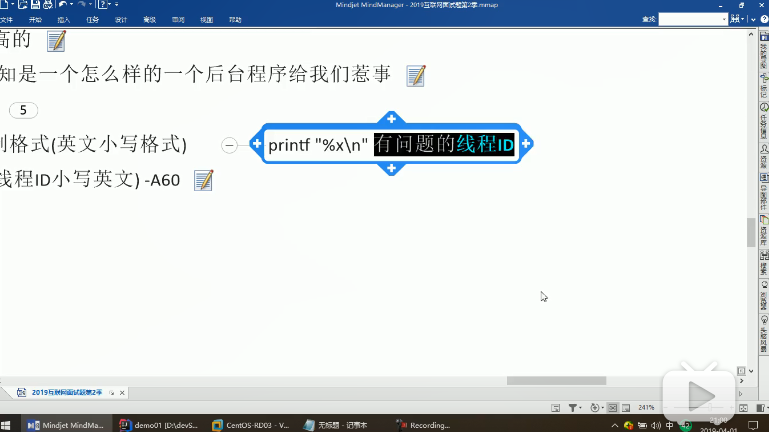 Mindjet MindManager - 2019互联网面试题第2季.mmap
文件 开始 插入 任务 设计 高级 审阅 视图 帮助
查找
高的
知是一个怎么样的一个后台程序给我们惹事
5
制格式(英文小写格式)
printf "%x\n" 有问题的线程ID
线程ID小写英文) -A60
2019互联网面试题第2季
241%
Mindjet MindMa...
demo01 [D:\devS...
CentOS-RD03 - V...
无标题 - 记事本
Recording...
中
2019-04-01